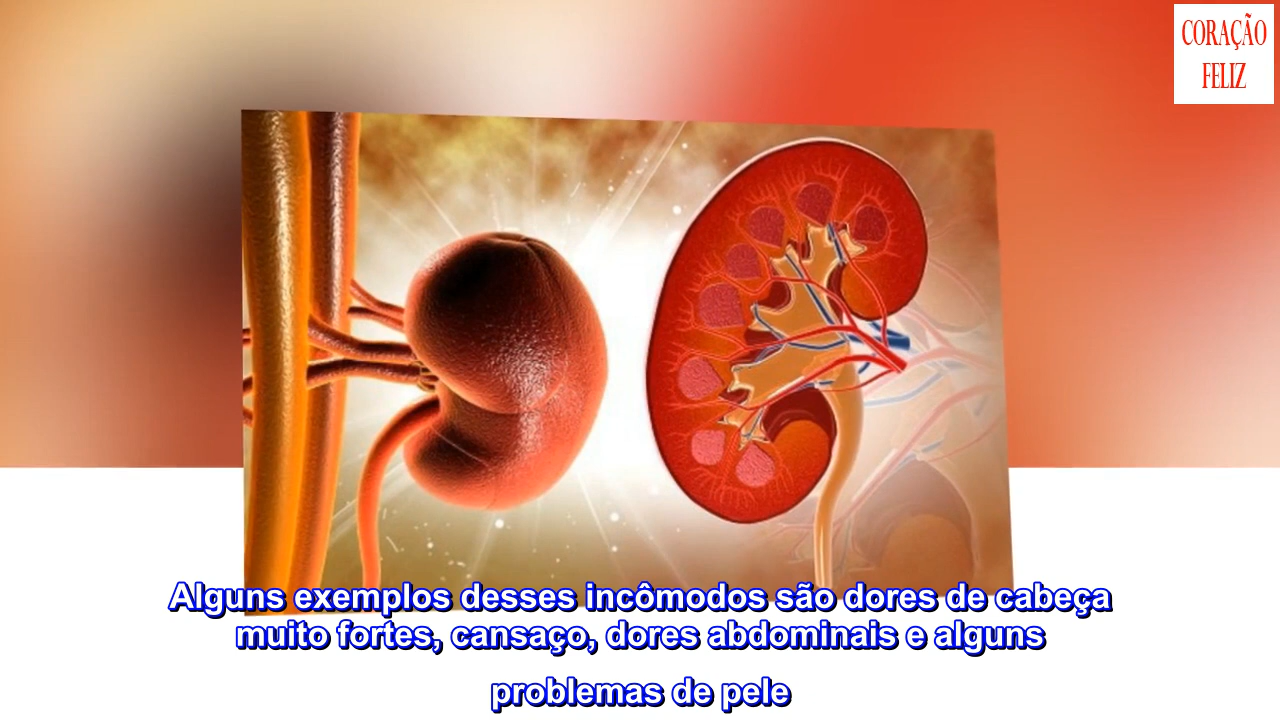 CORAÇÃO
FELIZ
Alguns exemplos desses incômodos são dores de cabeça
muito fortes, cansaço, dores abdominais e alguns
problemas de pele